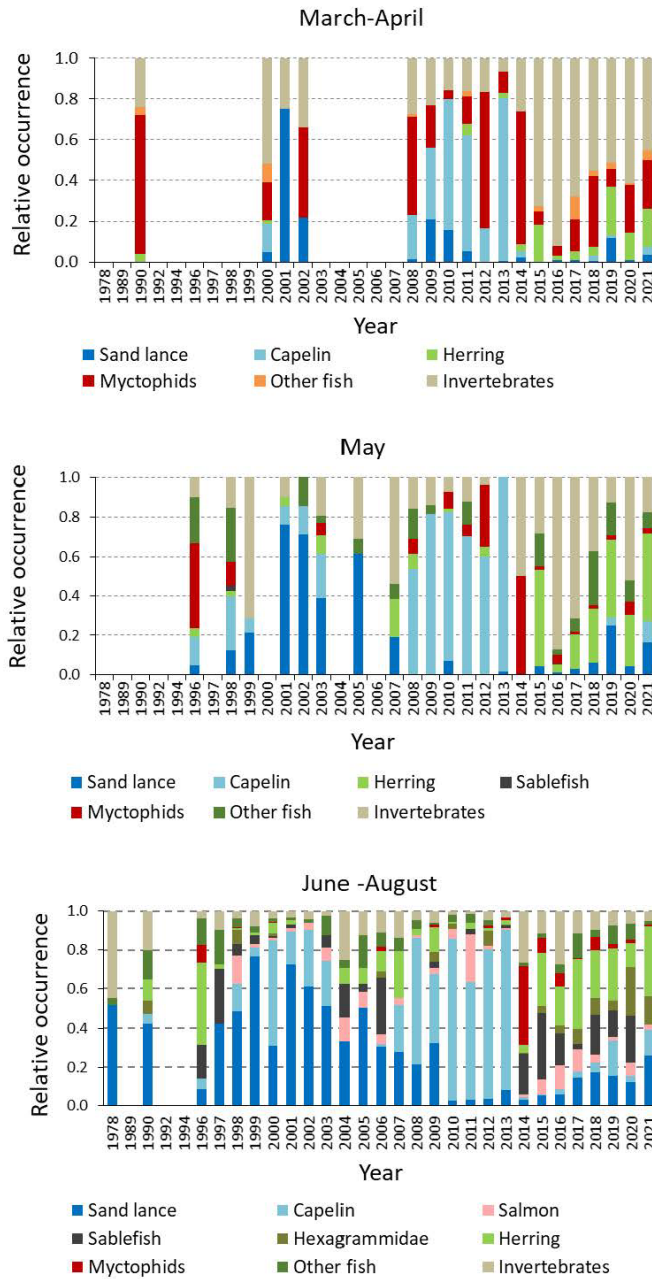 March-April
Relative occurrence
1.0
0.8
0.6
0.4
0.2
0.0
1978 1989 1990 1992 1994 1996 1997 1998 1999 2000 2001 2002 2003 2004 2005 2006 2007 2008 2009 2010 2011 2012 2013 2014 2015 2016 2017 2018 2019 2020 2021
Year
Sand lance Capelin Herring
Myctophids Other fish Invertebrates
May
Relative occurrence
1.0
0.8
0.6
0.4
0.2
0.0
1978 1989 1990 1992 1994 1996 1997 1998 1999 2000 2001 2002 2003 2004 2005 2006 2007 2008 2009 2010 2011 2012 2013 2014 2015 2016 2017 2018 2019 2020 2021
Year
Sand lance Capelin Herring Sablefish
Myctophids Other fish Invertebrates
June -August
Relative occurrence
1.0
0.8
0.6
0.4
0.2
0.0
1978 1989 1990 1992 1994 1996 1997 1998 1999 2000 2001 2002 2003 2004 2005 2006 2007 2008 2009 2010 2011 2012 2013 2014 2015 2016 2017 2018 2019 2020 2021
Year
Sand lance Capelin Salmon
Sablefish Hexagrammidae Herring
Myctophids Other fish Invertebrates